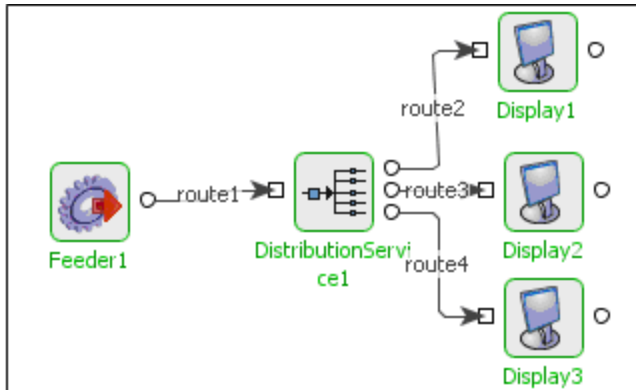 route2
Display1
route1
route3
Feeder1
DistributionServi
ce1
Display2
route4
Display3